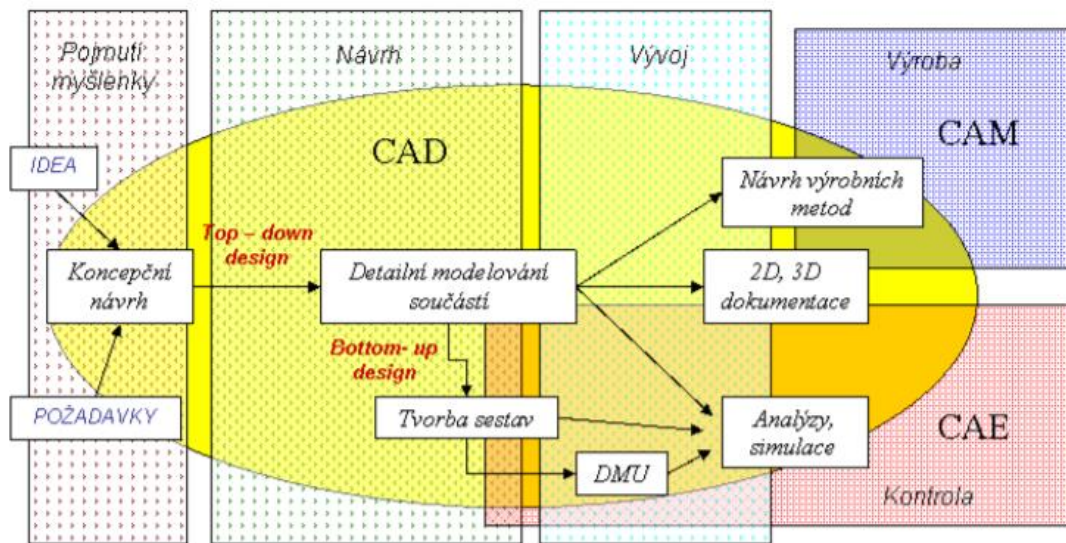 Pojmutí
myšlenky
Návrh
Vývoj
Výroba
CAD
CAM
IDEA
Návrh výrobních
metod
Top – down
design
Koncepční
návrh
Detailní modelování
součástí
2D, 3D
dokumentace
Bottom- up
design
POŽADAVKY
Tvorba sestav
Analýzy,
simulace
CAE
DMU
Kontrola